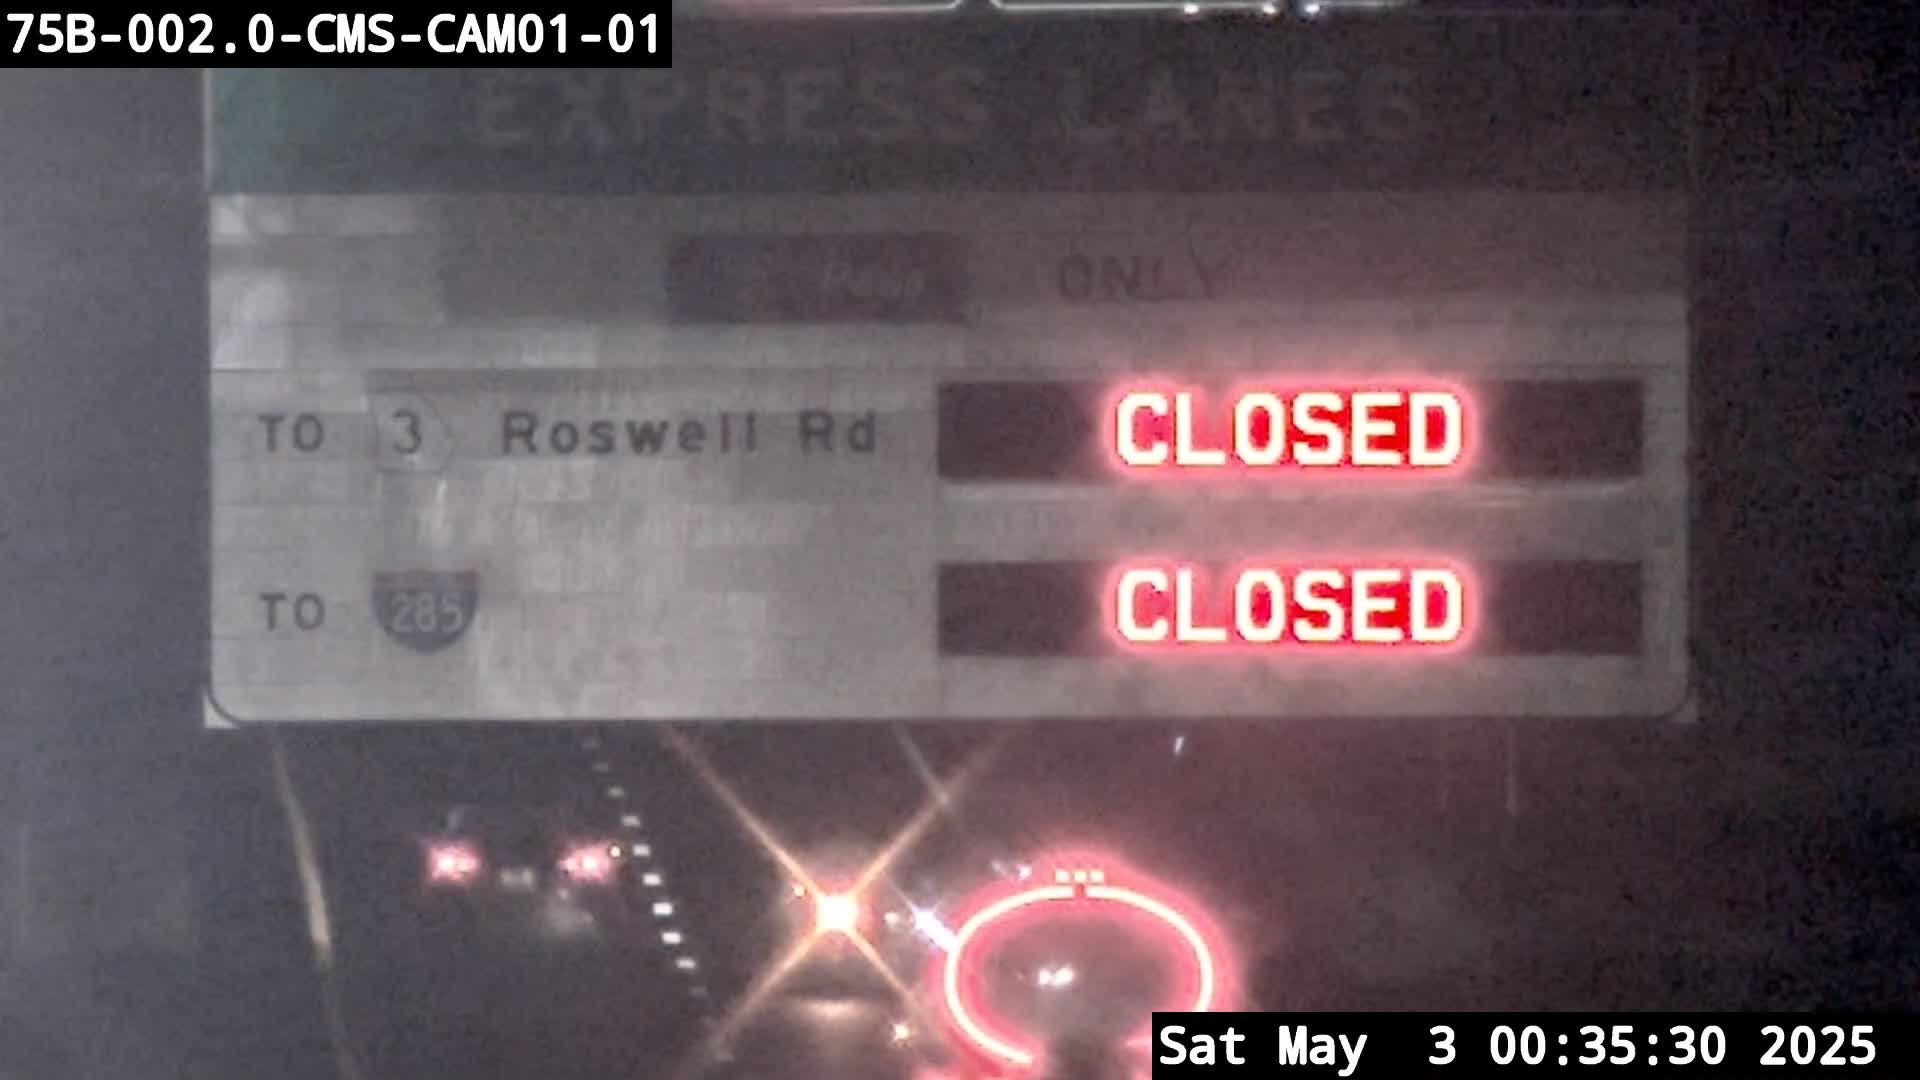 75B-002.0-CMS-CAM01-01
EXPRESS LANES
Pass ONLY
TO 3 Roswell Rd CLOSED
TO 285 CLOSED
Sat May 3 00:35:30 2025